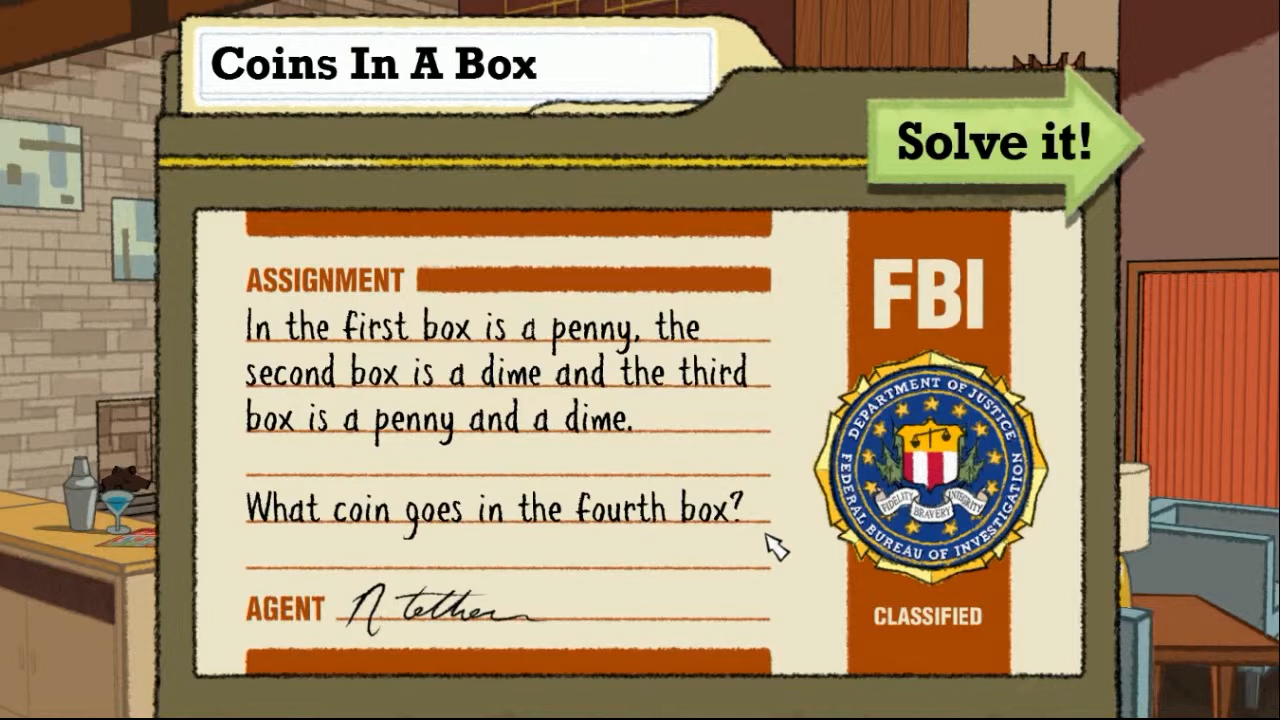 Coins In A Box
Solve it!
ASSIGNMENT
In the first box is a penny, the
second box is a dime and the third
box is a penny and a dime.
What coin goes in the fourth box?
AGENT N tethers
FBI
DEPARTMENT OF JUSTICE
FEDERAL BUREAU OF INVESTIGATION
FIDELITY BRAVERY INTEGRITY
CLASSIFIED